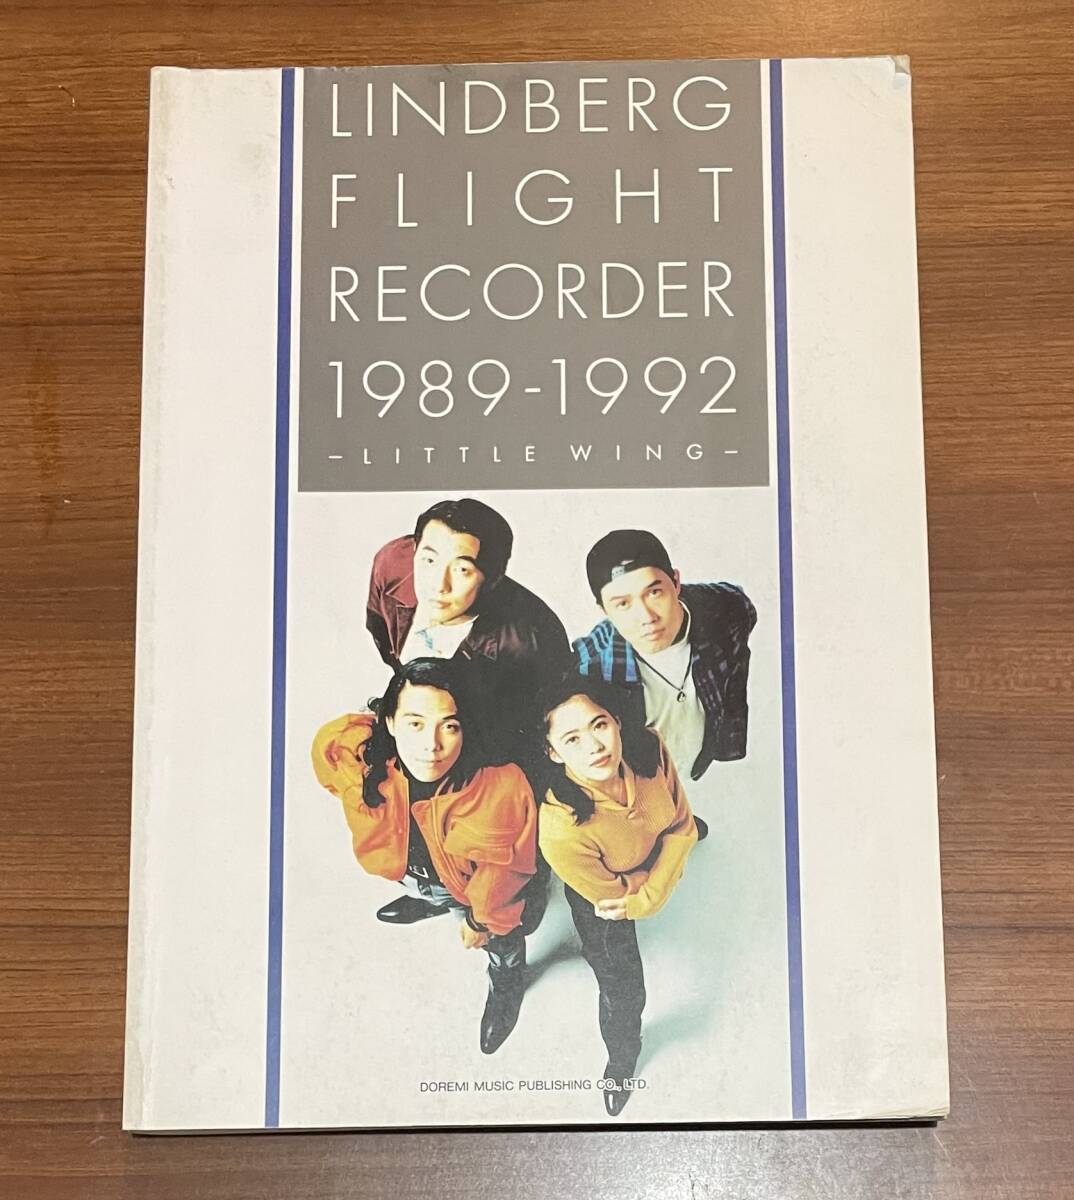 LINDBERG
FLIGHT
RECORDER
1989-1992
–LITTLE WING–
DOREMI MUSIC PUBLISHING CO., LTD.